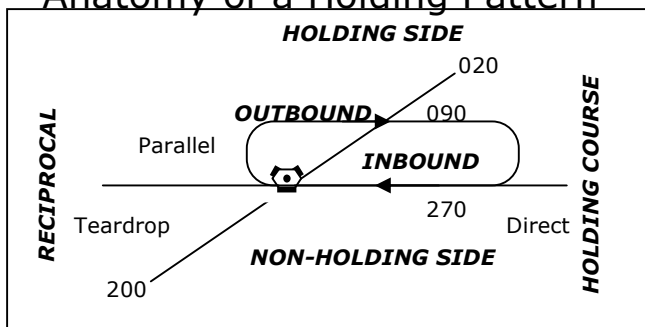 Anatomy of a Holding Pattern
HOLDING SIDE
020
OUTBOUND
090
Parallel
INBOUND
RECIPROCAL
HOLDING COURSE
270
Teardrop
Direct
NON-HOLDING SIDE
200